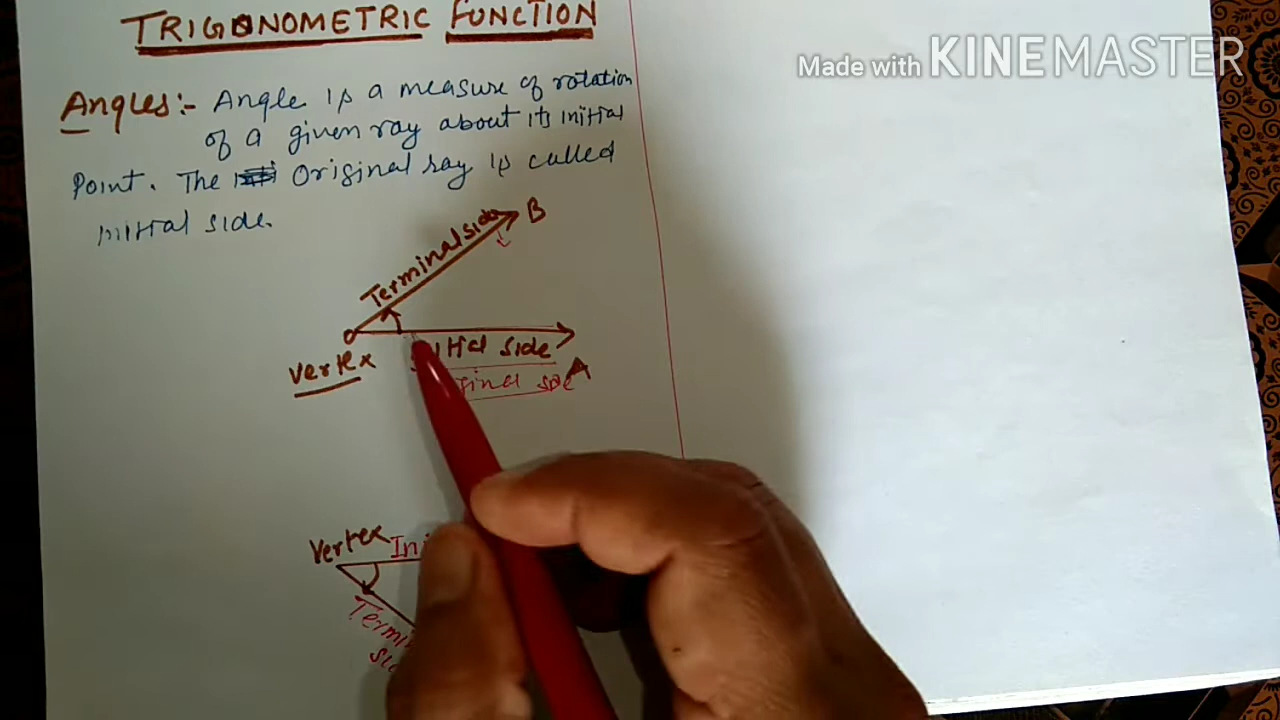 TRIGONOMETRIC FUNCTION
Made with KINEMASTER
Angles:- Angle is a measure of rotation
of a given ray about its initial
Point. The Original ray is called
initial side.
B
Terminal side
Vertex
side
A
Vertex